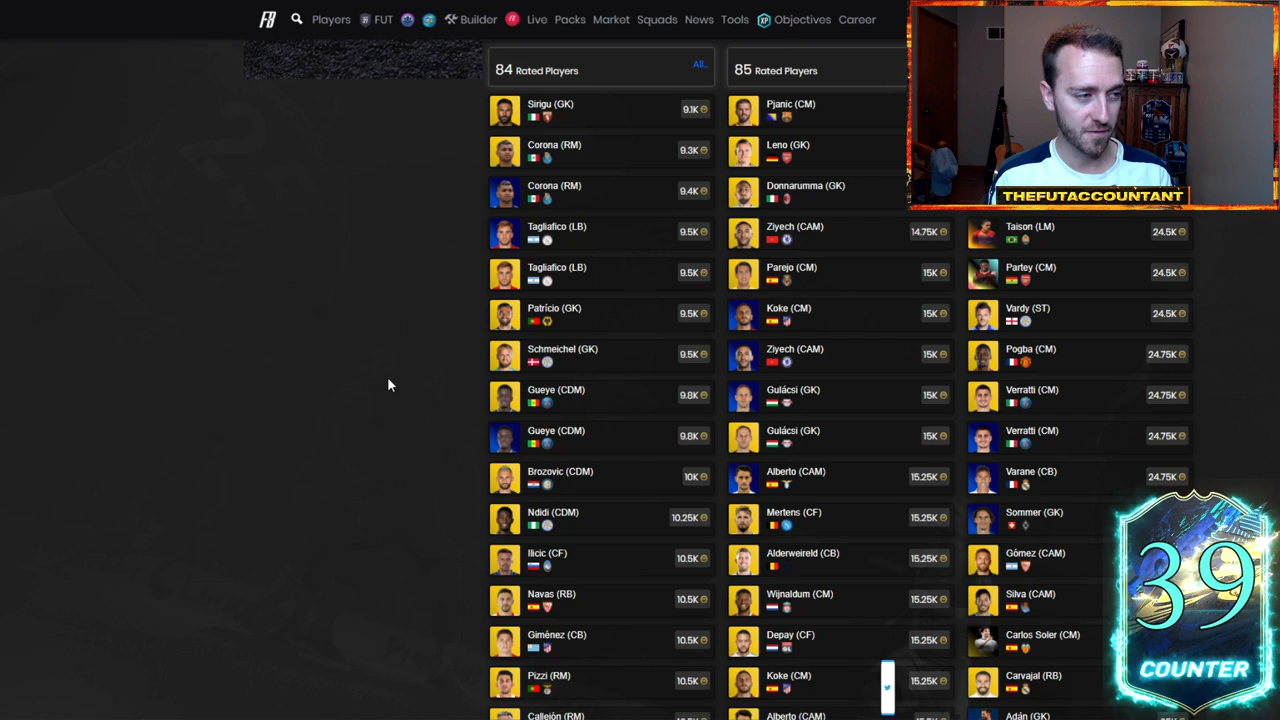 FB Players FUT Builder Live Packs Market Squads News Tools XP Objectives Career
84 Rated Players All..
Sirigu (GK) 9.1K
Corona (RM) 9.3K
Corona (RM) 9.4K
Tagliafico (LB) 9.5K
Tagliafico (LB) 9.5K
Patrício (GK) 9.5K
Schmeichel (GK) 9.5K
Gueye (CDM) 9.8K
Gueye (CDM) 9.8K
Brozovic (CDM) 10K
Ndidi (CDM) 10.25K
Ilicic (CF) 10.5K
Navas (RB) 10.5K
Giménez (CB) 10.5K
Pizzi (RM) 10.5K
Callejón (RM)
85 Rated Players
Pjanic (CM)
Leno (GK)
Donnarumma (GK)
Ziyech (CAM) 14.75K
Parejo (CM) 15K
Koke (CM) 15K
Ziyech (CAM) 15K
Gulácsi (GK) 15K
Gulácsi (GK) 15K
Alberto (CAM) 15.25K
Mertens (CF) 15.25K
Alderweireld (CB) 15.25K
Wijnaldum (CM) 15.25K
Depay (CF) 15.25K
Koke (CM) 15.25K
Alberto (CAM)
Taison (LM) 24.5K
Partey (CM) 24.5K
Vardy (ST) 24.5K
Pogba (CM) 24.75K
Verratti (CM) 24.75K
Verratti (CM) 24.75K
Varane (CB) 24.75K
Sommer (GK)
Gómez (CAM)
Silva (CAM)
Carlos Soler (CM)
Carvajal (RB)
Adán (GK)
THEFUTACCOUNTANT
39
COUNTER